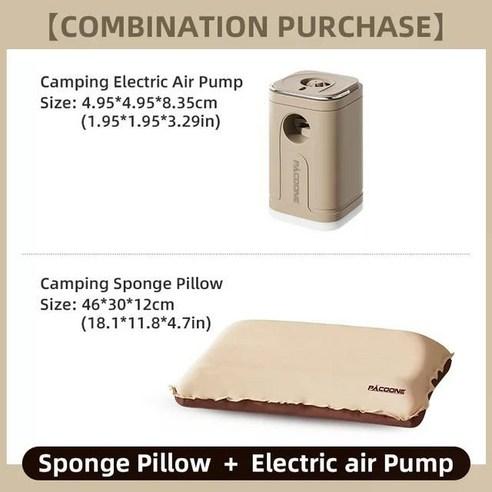 【COMBINATION PURCHASE】
Camping Electric Air Pump
Size: 4.95*4.95*8.35cm
(1.95*1.95*3.29in)
PACOONE
Camping Sponge Pillow
Size: 46*30*12cm
(18.1*11.8*4.7in)
PACOONE
Sponge Pillow + Electric air Pump